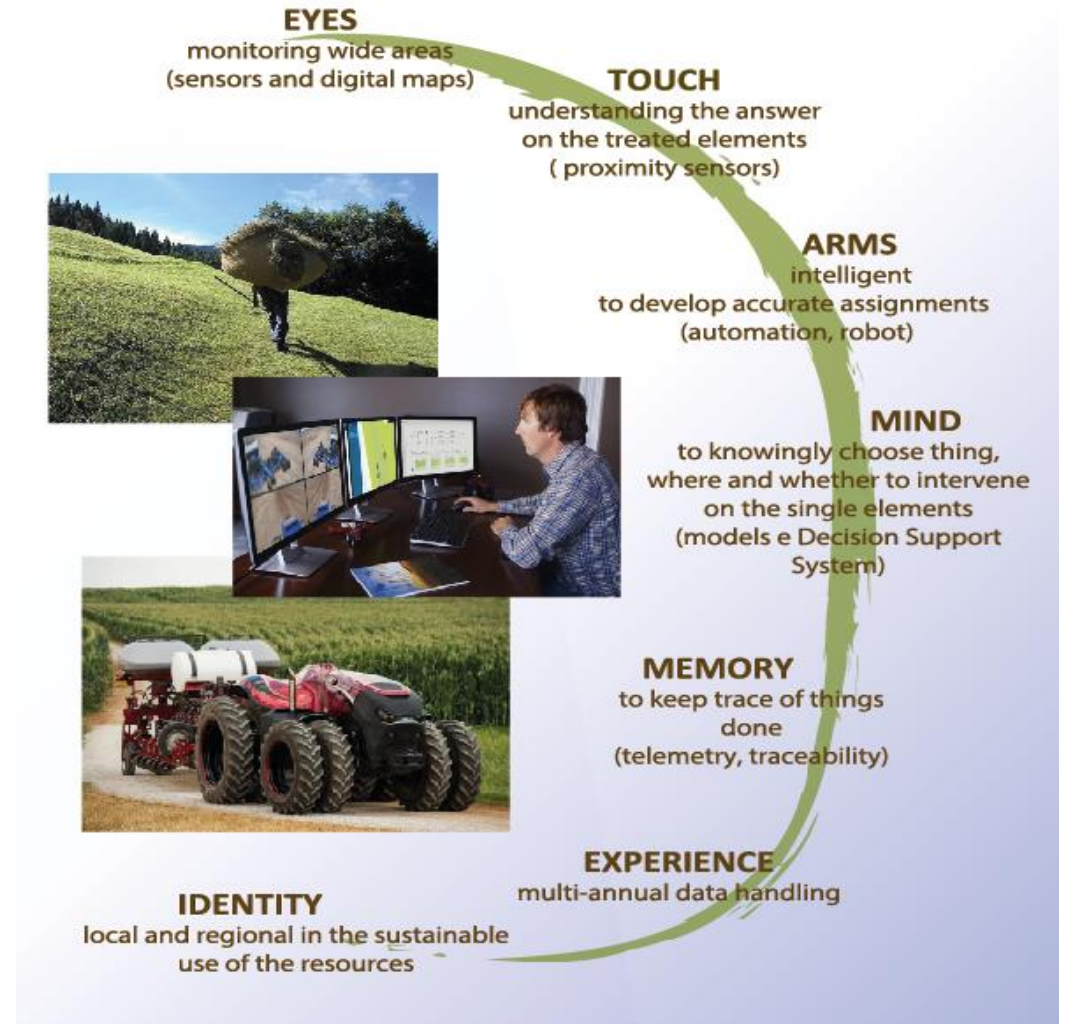 EYES
monitoring wide areas
(sensors and digital maps)
TOUCH
understanding the answer
on the treated elements
( proximity sensors)
ARMS
intelligent
to develop accurate assignments
(automation, robot)
MIND
to knowingly choose thing,
where and whether to intervene
on the single elements
(models e Decision Support
System)
MEMORY
to keep trace of things
done
(telemetry, traceability)
EXPERIENCE
multi-annual data handling
IDENTITY
local and regional in the sustainable
use of the resources